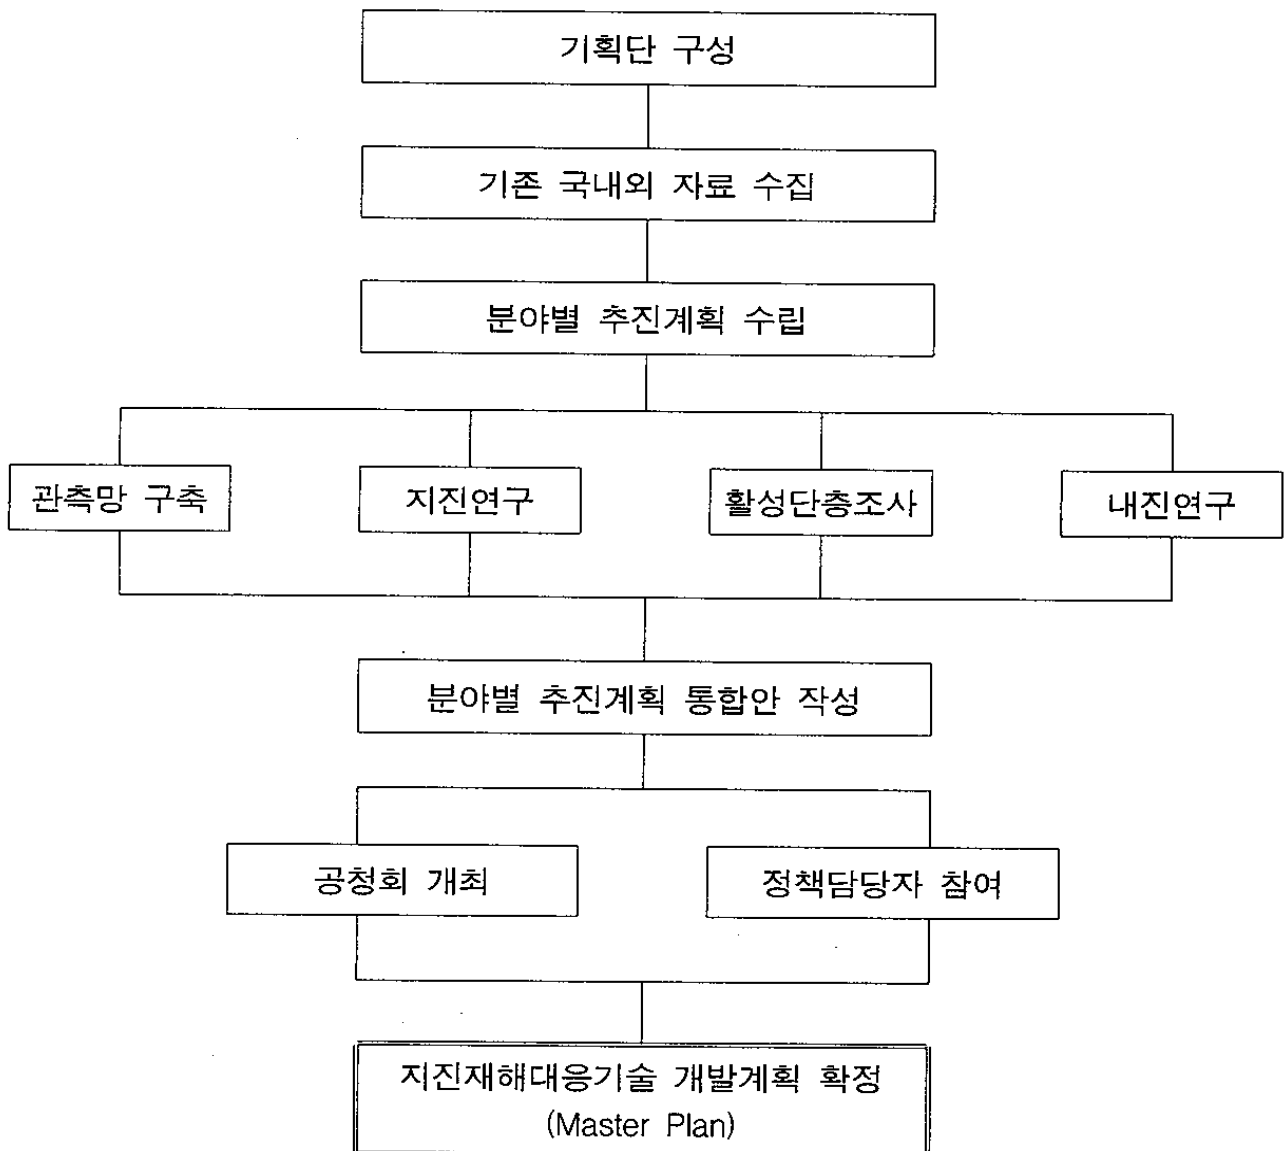 기획단 구성
기존 국내외 자료 수집
분야별 추진계획 수립
관측망 구축
지진연구
활성단층조사
내진연구
분야별 추진계획 통합안 작성
공청회 개최
정책담당자 참여
지진재해대응기술 개발계획 확정
(Master Plan)